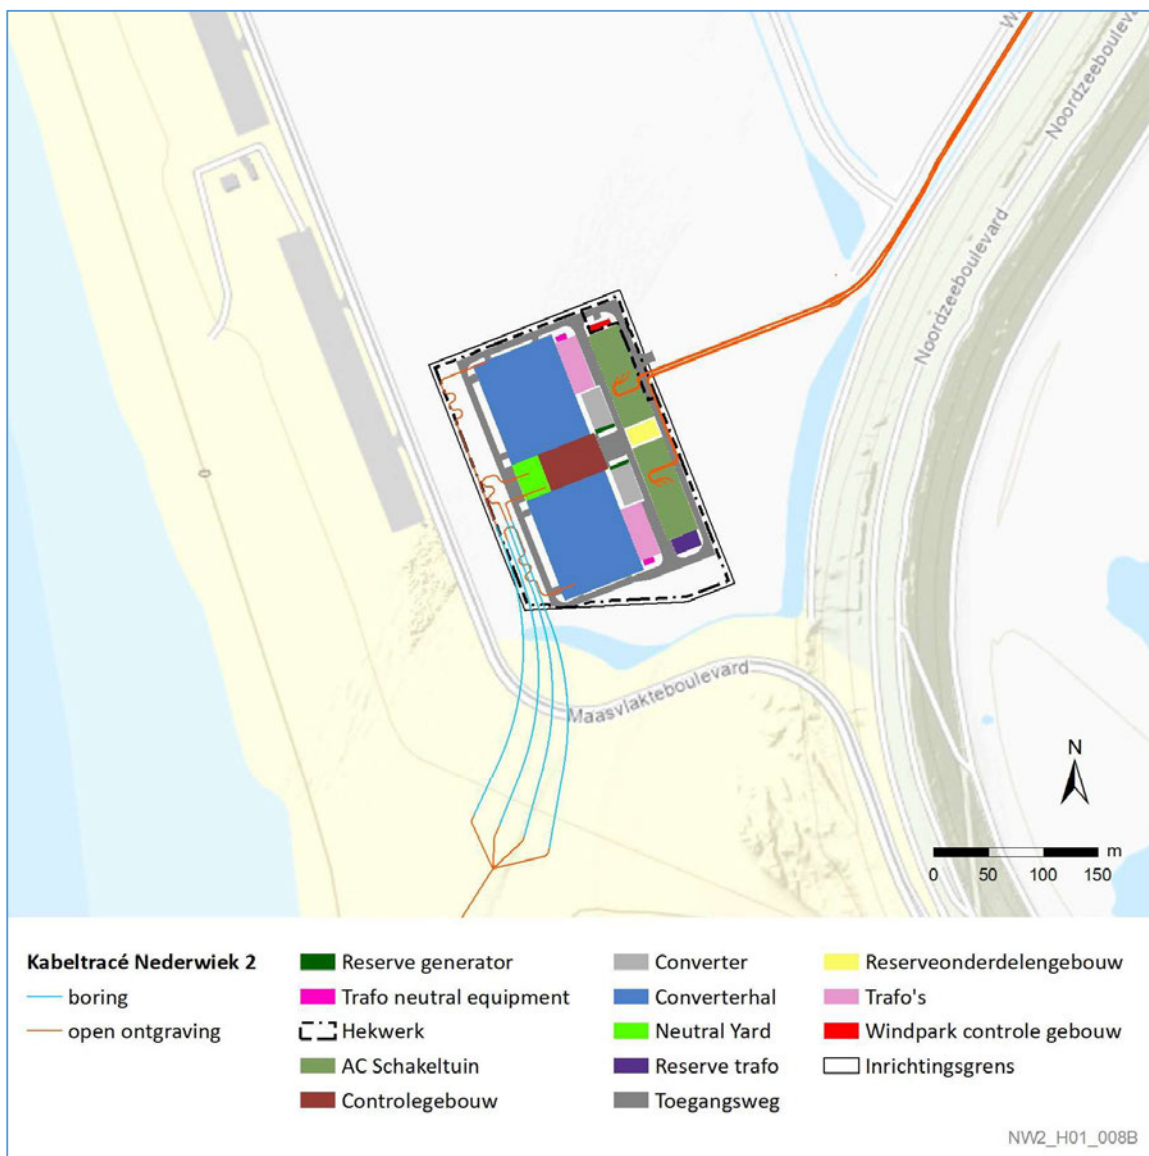 W
Noordzeeboulevard
Noordzeeboulevard
0
Maasvlakteboulevard
N
m
0 50 100 150
Kabeltracé Nederwiek 2
boring
open ontgraving
Reserve generator
Trafo neutral equipment
Hekwerk
AC Schakeltuin
Controlegebouw
Converter
Converterhal
Neutral Yard
Reserve trafo
Toegangsweg
Reserveonderdelengebouw
Trafo's
Windpark controle gebouw
Inrichtingsgrens
NW2_H01_008B